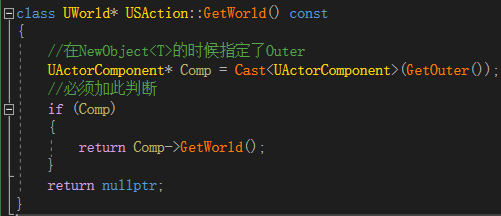 class UWorld* USAction::GetWorld() const
{
//在NewObject<T>的时候指定了Outer
UActorComponent* Comp = Cast<UActorComponent>(GetOuter());
//必须加此判断
if (Comp)
{
return Comp->GetWorld();
}
return nullptr;
}